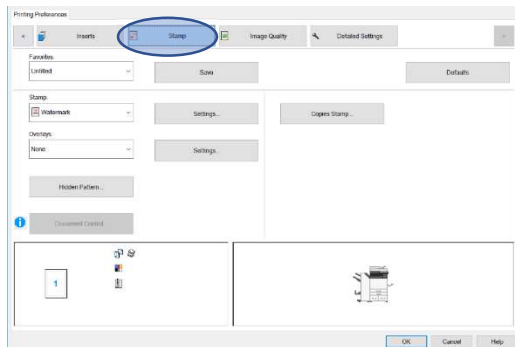 Printing Preferences
Inserts Stamp Image Quality Detailed Settings
Favorites:
Untitled Save Defaults
Stamp:
Watermark Settings... Copies Stamp...
Overlays:
None Settings...
Hidden Pattern...
Document Control
1
OK Cancel Help